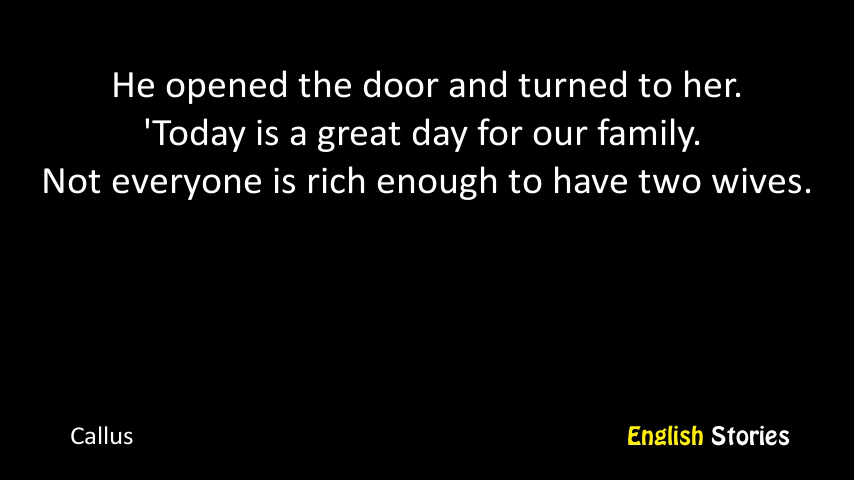 He opened the door and turned to her.
'Today is a great day for our family.
Not everyone is rich enough to have two wives.
Callus
English Stories